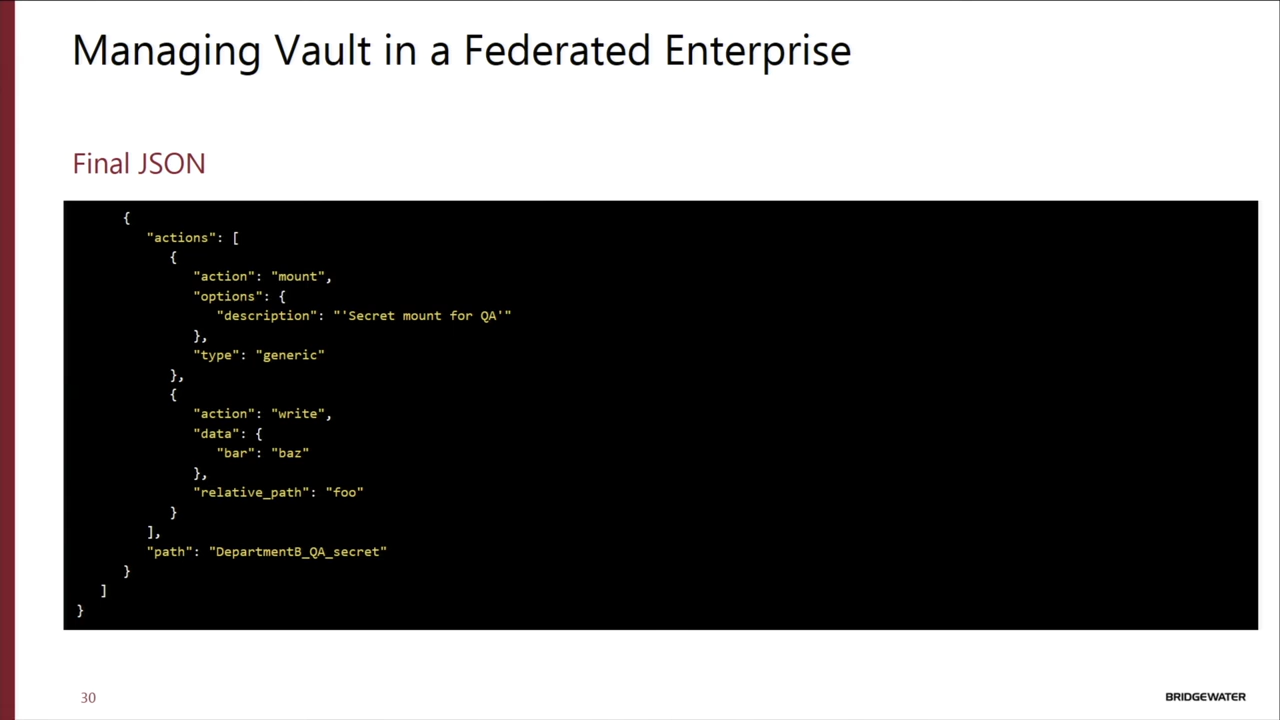 Managing Vault in a Federated Enterprise
Final JSON
{
"actions": [
{
"action": "mount",
"options": {
"description": "'Secret mount for QA'"
},
"type": "generic"
},
{
"action": "write",
"data": {
"bar": "baz"
},
"relative_path": "foo"
}
],
"path": "DepartmentB_QA_secret"
}
]
}
30
BRIDGEWATER